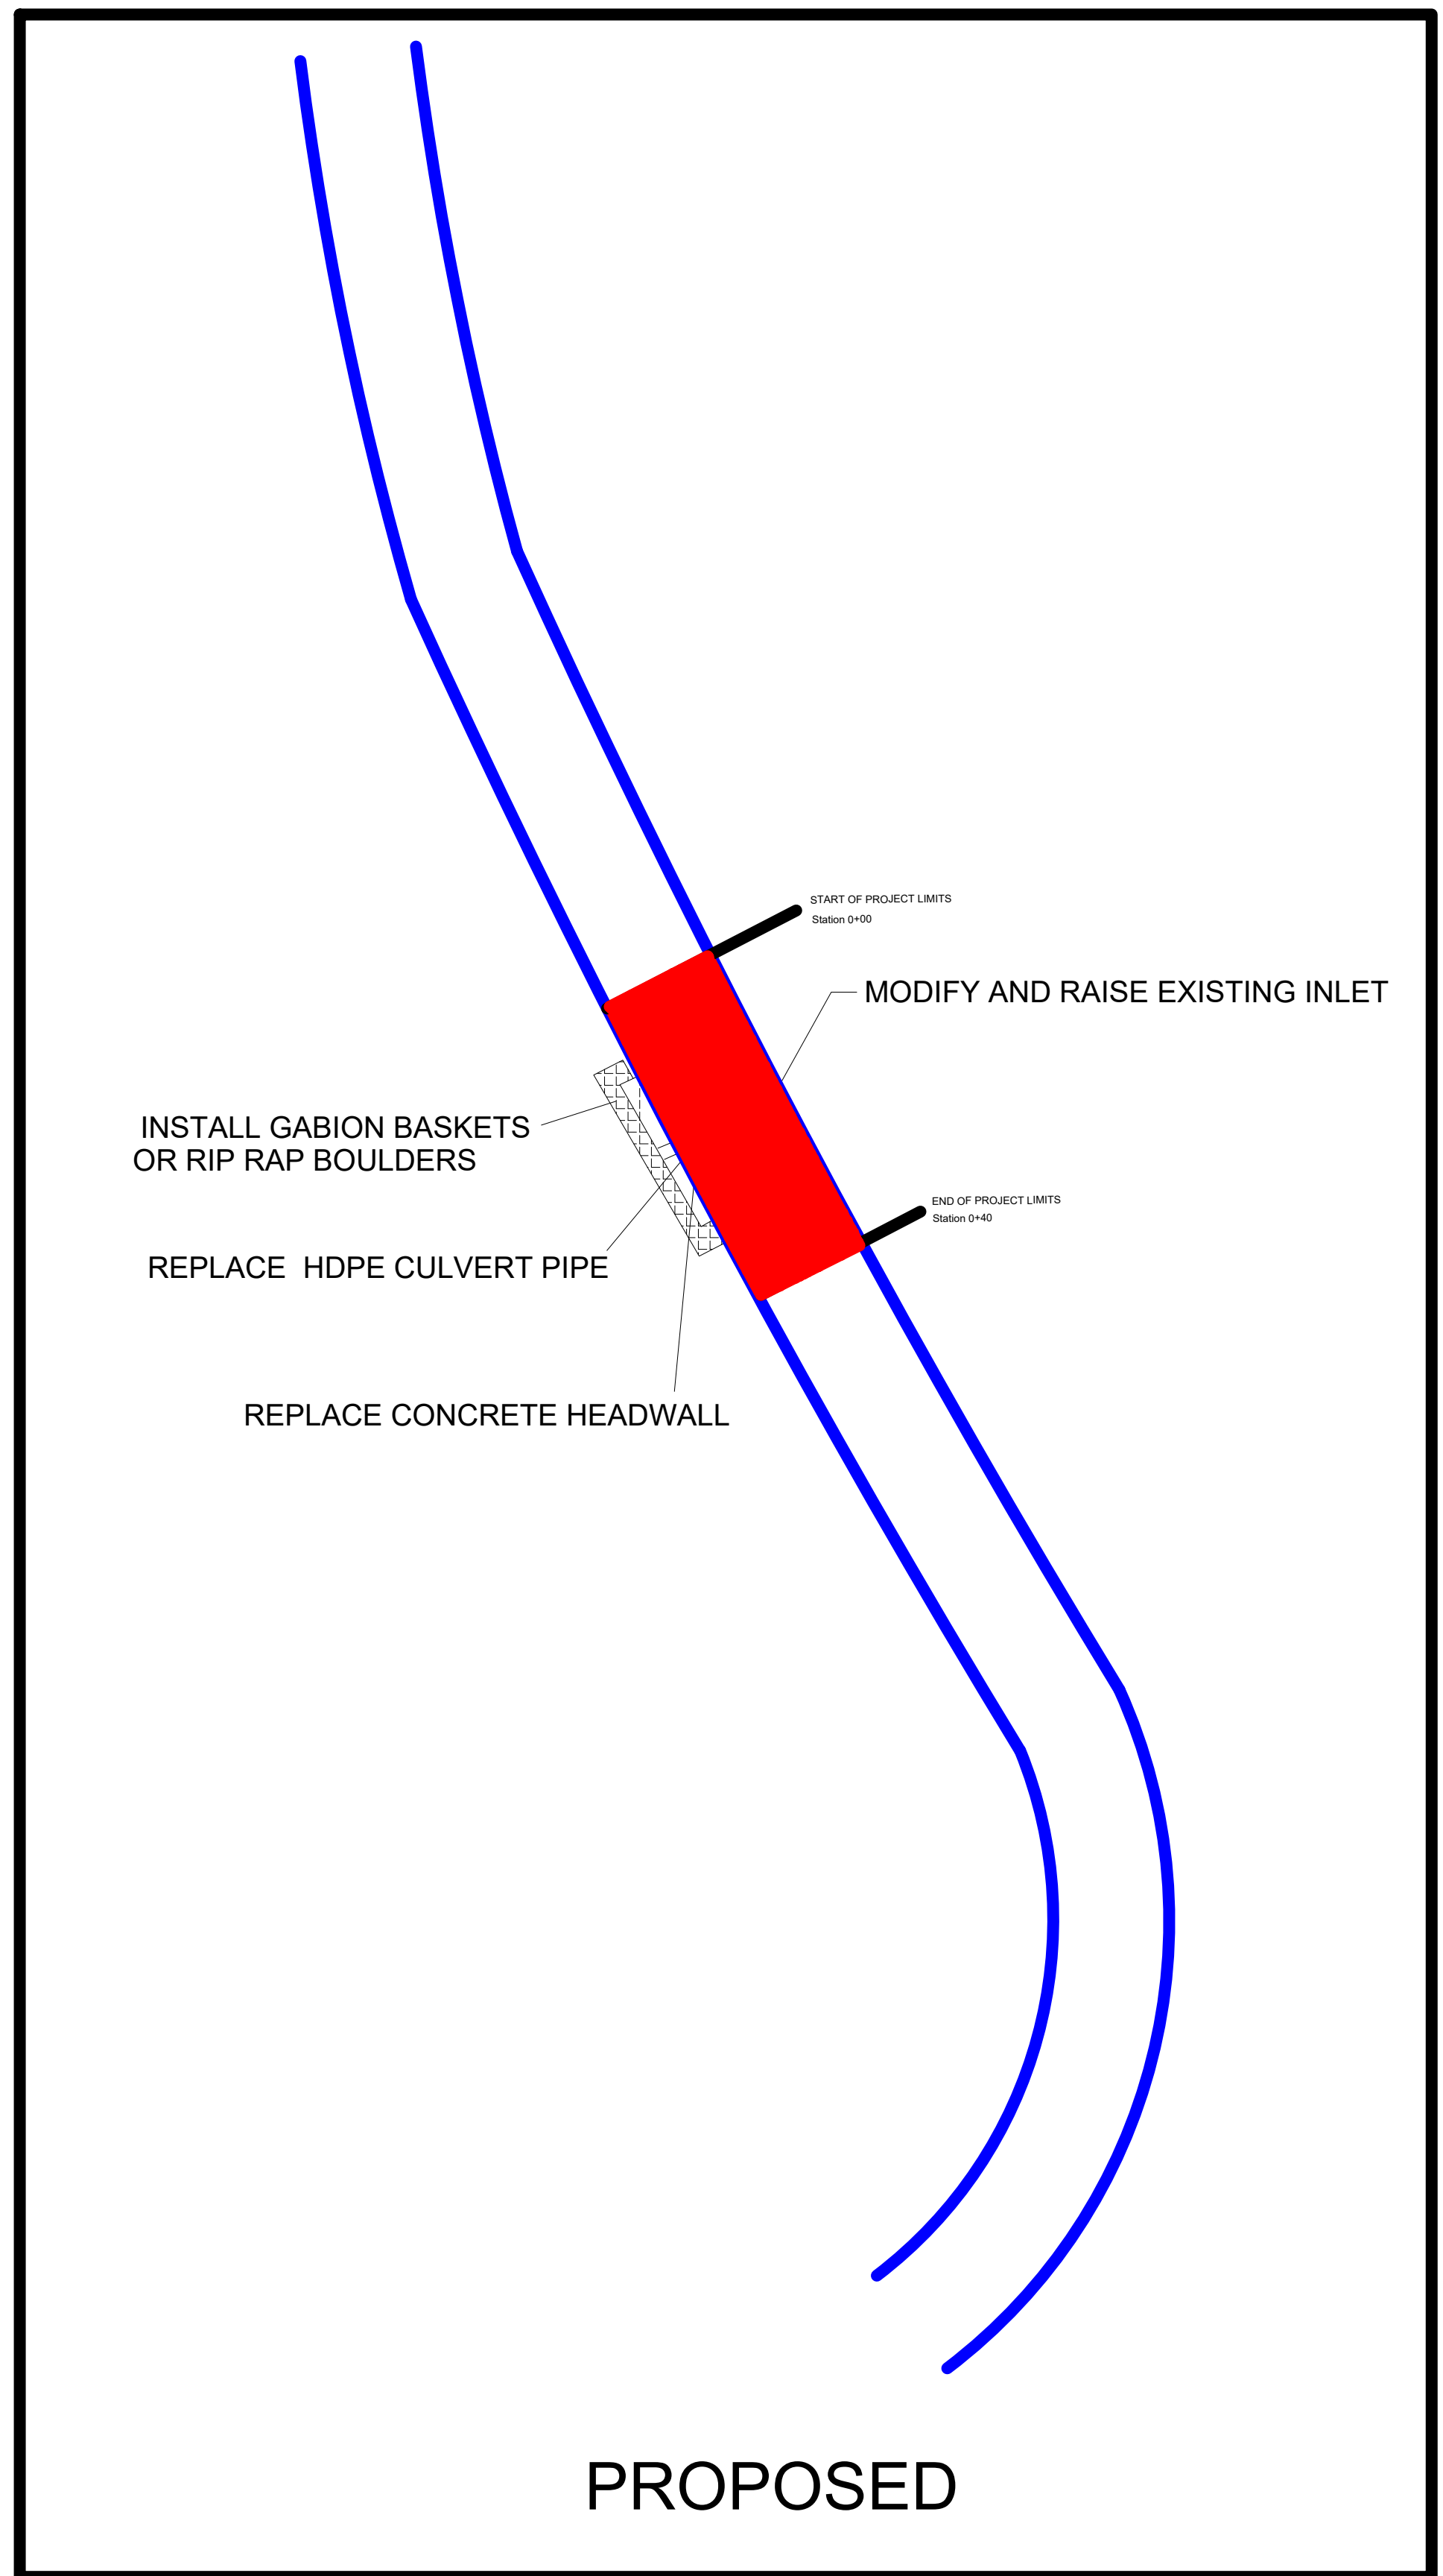 START OF PROJECT LIMITS
Station 0+00
MODIFY AND RAISE EXISTING INLET
INSTALL GABION BASKETS
OR RIP RAP BOULDERS
END OF PROJECT LIMITS
Station 0+40
REPLACE  HDPE CULVERT PIPE
REPLACE CONCRETE HEADWALL
PROPOSED